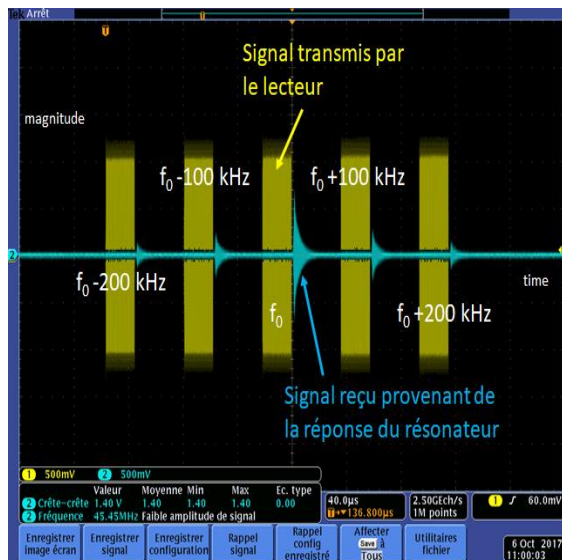 Tek Arrêt
Signal transmis par
le lecteur
magnitude
f₀-100 kHz
f₀+100 kHz
2
f₀-200 kHz
time
f₀
f₀+200 kHz
Signal reçu provenant de
la réponse du résonateur
1 500mV 2 500mV
Valeur Moyenne Min Max Ec. type
2 Crête-crête 1.40 V 1.40 1.40 1.40 0.00
2 Fréquence 45.45MHz Faible amplitude de signal
40.0µs
136.800µs
2.50GEch/s
1M points
1 60.0mV
Enregistrer
image écran
Enregistrer
signal
Enregistrer
configuration
Rappel
signal
Rappel
config
enregistré
Affecter
Save à
Tous
Utilitaires
fichier
6 Oct 2017
11:00:03